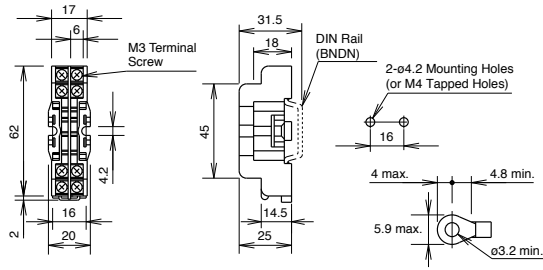 17
6
M3 Terminal
Screw
62
4.2
2
16
20
31.5
18
DIN Rail
(BNDN)
45
14.5
25
2-ø4.2 Mounting Holes
(or M4 Tapped Holes)
16
4 max.
4.8 min.
5.9 max.
ø3.2 min.